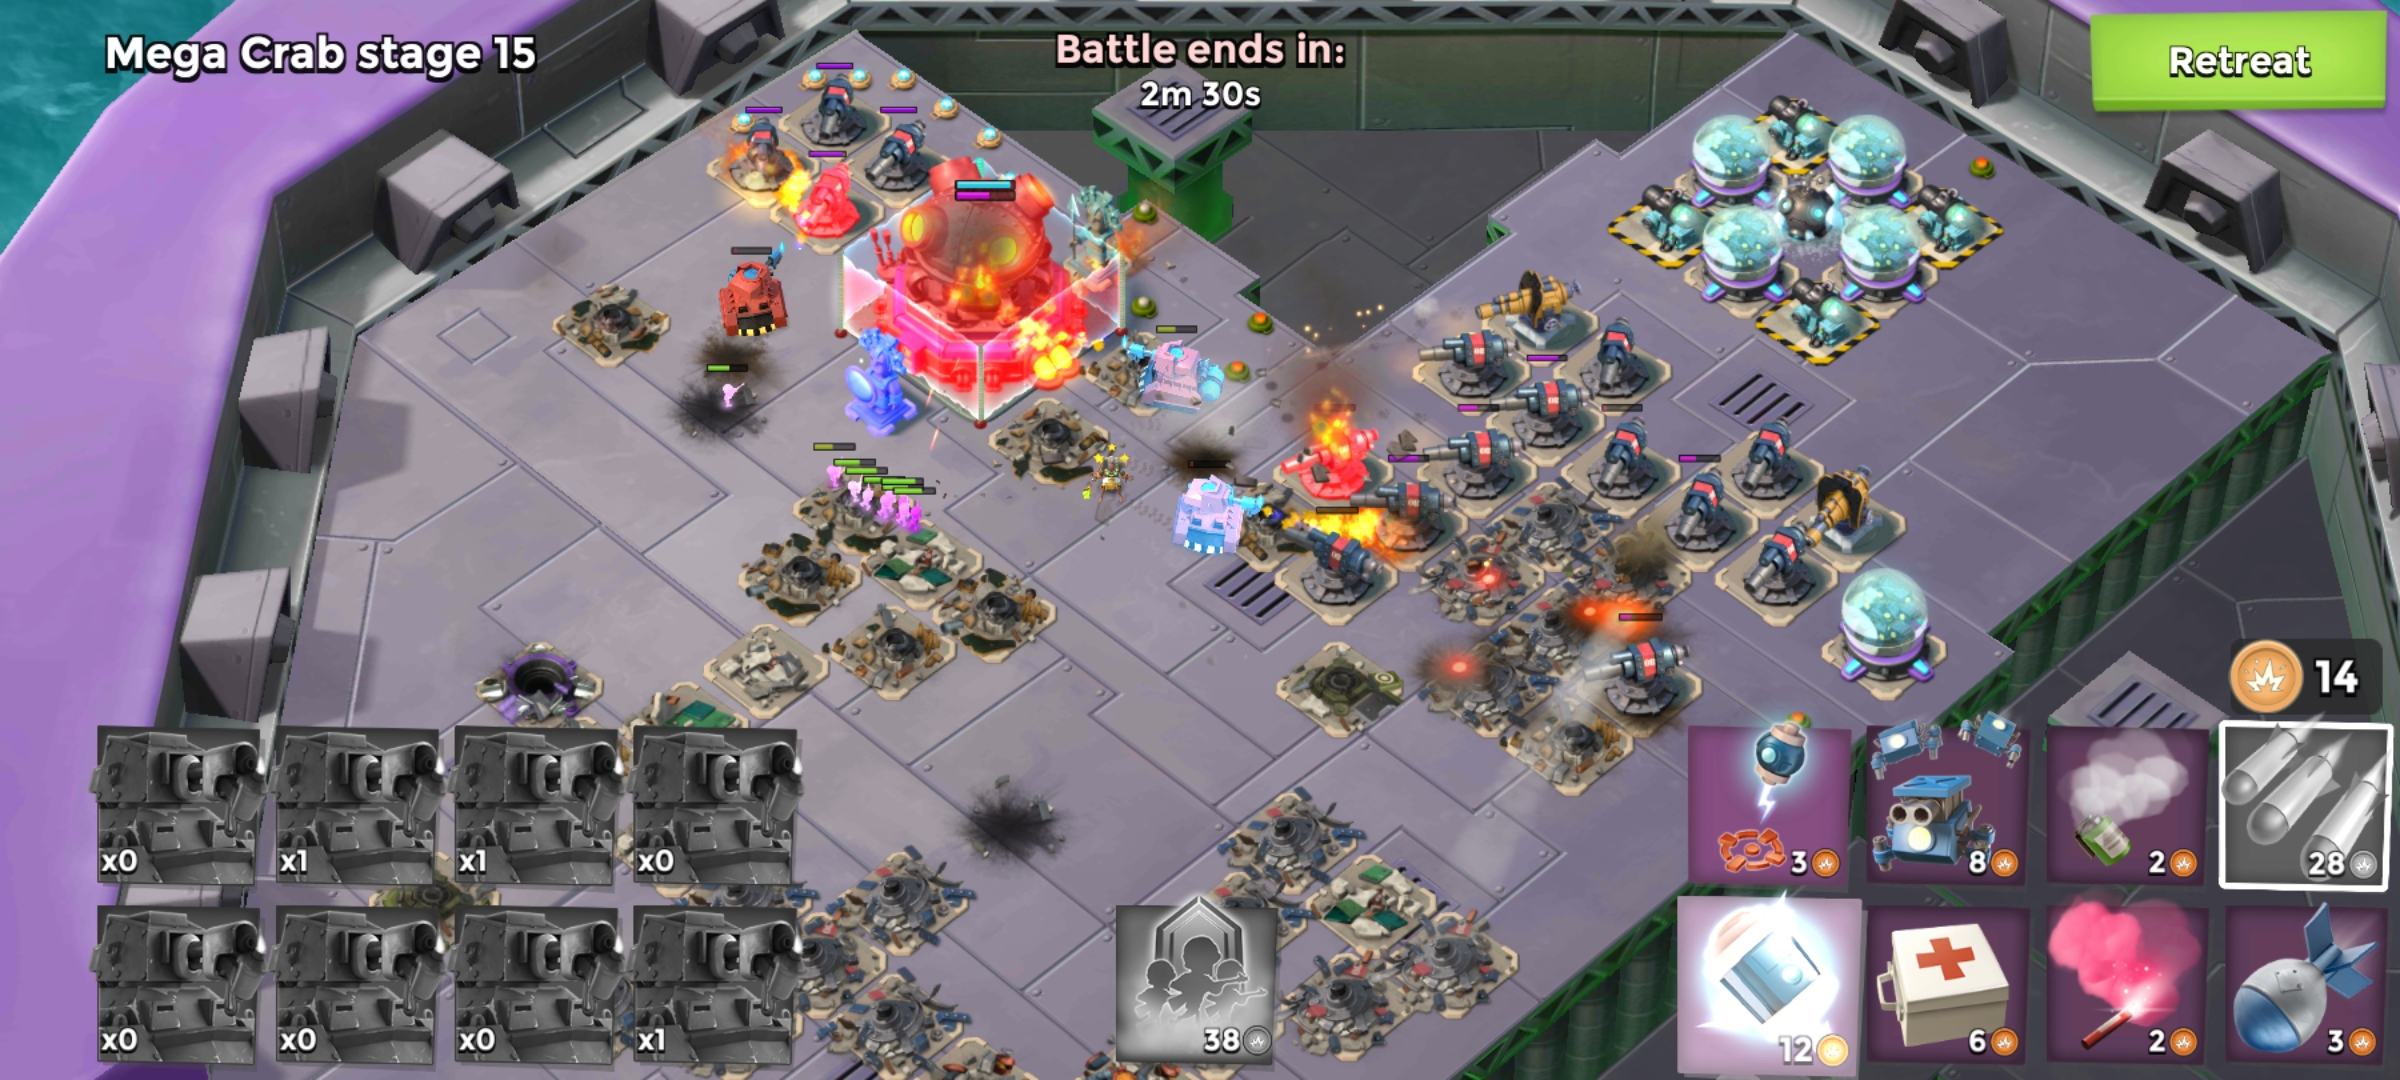 Mega Crab stage 15
Battle ends in:
2m 30s
Retreat
14
x0
x1
x1
x0
3
8
2
28
x0
x0
x0
x1
38
12
6
2
3